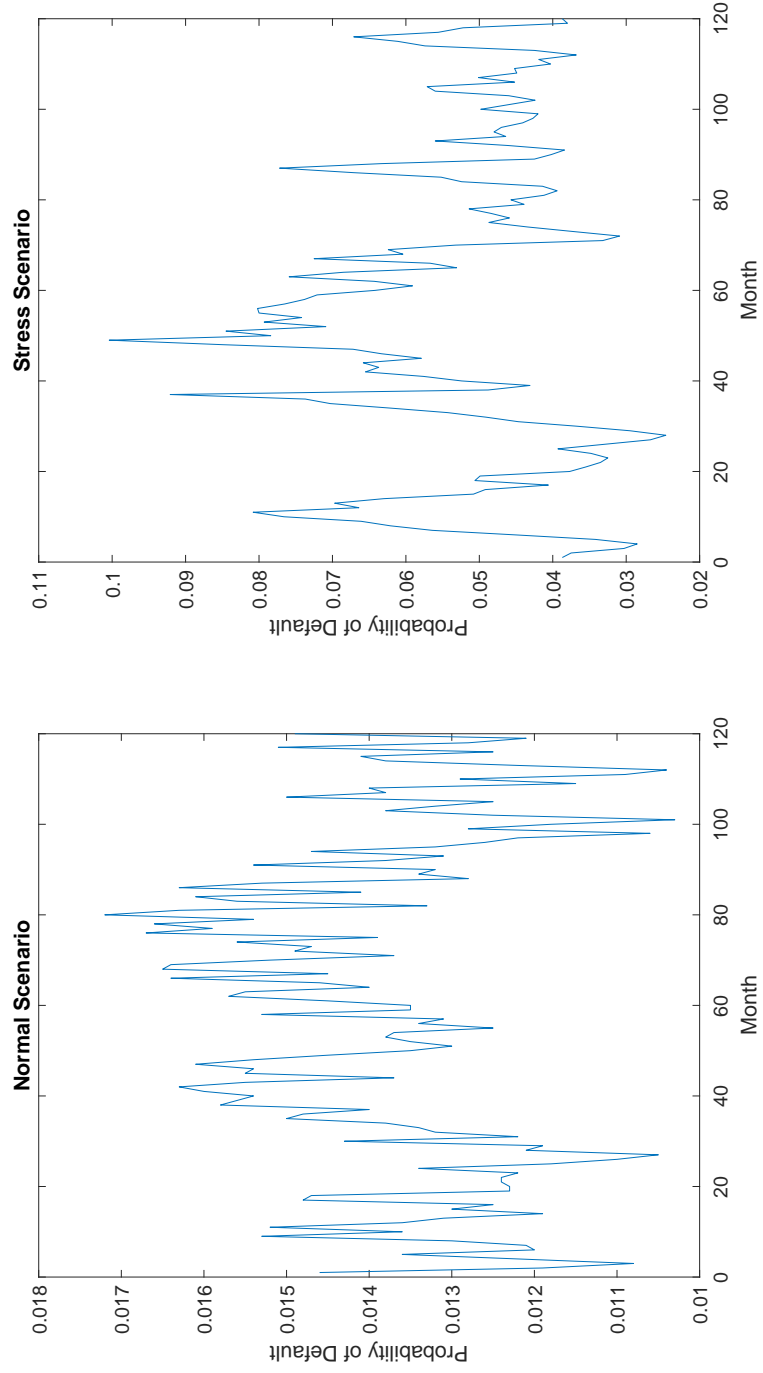 Normal Scenario
0.018
0.017
0.016
0.015
0.014
0.013
0.012
0.011
0.01
Probability of Default
0 20 40 60 80 100 120
Month
Stress Scenario
0.11
0.1
0.09
0.08
0.07
0.06
0.05
0.04
0.03
0.02
Probability of Default
0 20 40 60 80 100 120
Month